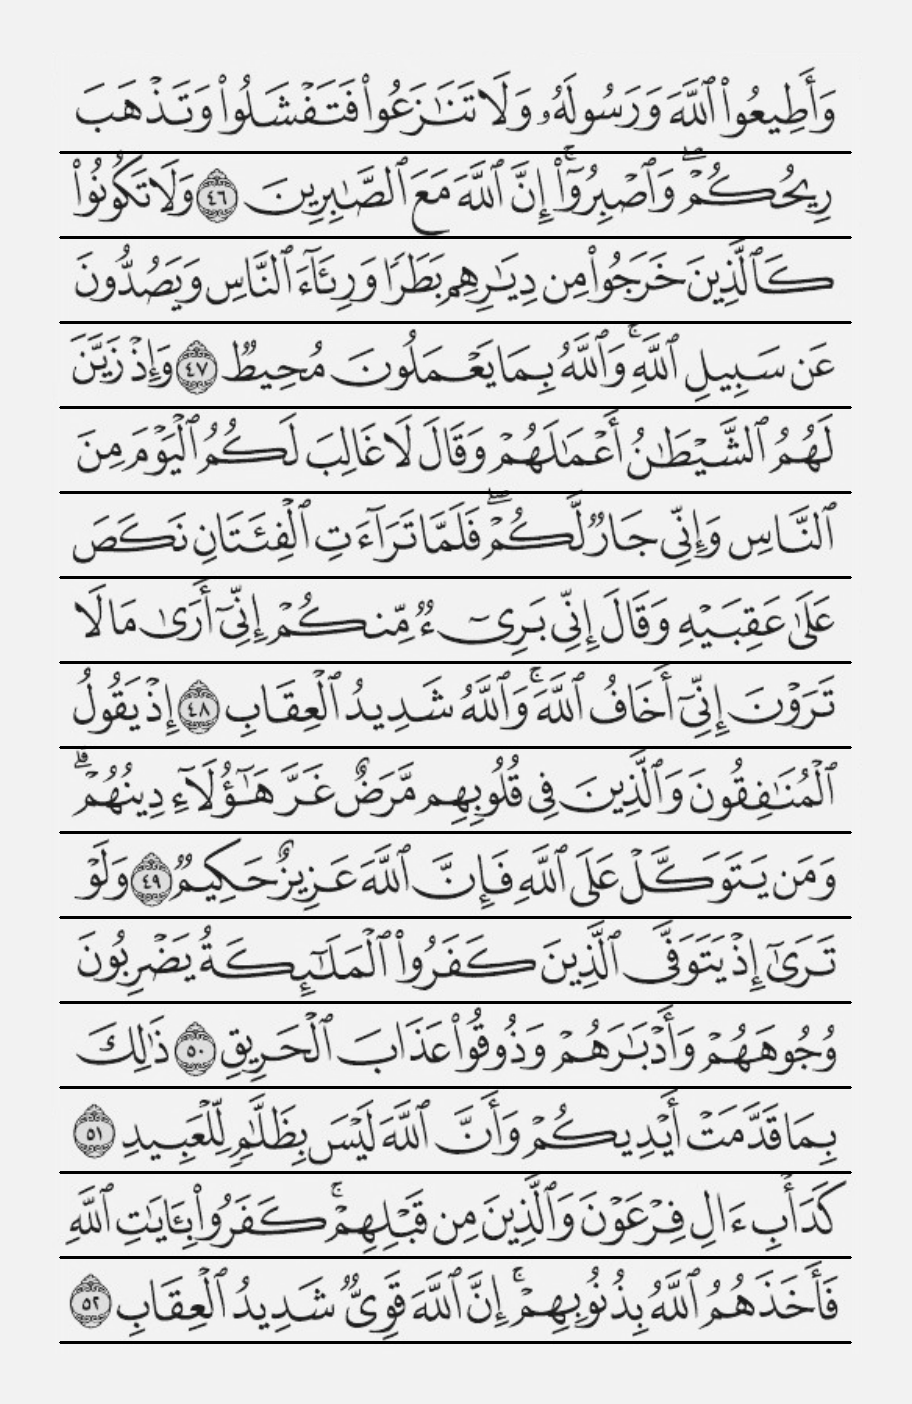 وَأَطِيعُوا۟ ٱللَّهَ وَرَسُولَهُۥ وَلَا تَنَـٰزَعُوا۟ فَتَفْشَلُوا۟ وَتَذْهَبَ
رِيحُكُمْ ۖ وَٱصْبِرُوٓا۟ ۚ إِنَّ ٱللَّهَ مَعَ ٱلصَّـٰبِرِينَ ٤٦ وَلَا تَكُونُوا۟
كَٱلَّذِينَ خَرَجُوا۟ مِن دِيَـٰرِهِم بَطَرًا وَرِئَآءَ ٱلنَّاسِ وَيَصُدُّونَ
عَن سَبِيلِ ٱللَّهِ ۚ وَٱللَّهُ بِمَا يَعْمَلُونَ مُحِيطٌ ٤٧ وَإِذْ زَيَّنَ
لَهُمُ ٱلشَّيْطَـٰنُ أَعْمَـٰلَهُمْ وَقَالَ لَا غَالِبَ لَكُمُ ٱلْيَوْمَ مِنَ
ٱلنَّاسِ وَإِنِّى جَارٌ لَّكُمْ ۖ فَلَمَّا تَرَآءَتِ ٱلْفِئَتَانِ نَكَصَ
عَلَىٰ عَقِبَيْهِ وَقَالَ إِنِّى بَرِىٓءٌ مِّنكُمْ إِنِّىٓ أَرَىٰ مَا لَا
تَرَوْنَ إِنِّىٓ أَخَافُ ٱللَّهَ ۚ وَٱللَّهُ شَدِيدُ ٱلْعِقَابِ ٤٨ إِذْ يَقُولُ
ٱلْمُنَـٰفِقُونَ وَٱلَّذِينَ فِى قُلُوبِهِم مَّرَضٌ غَرَّ هَـٰٓؤُلَآءِ دِينُهُمْ ۗ
وَمَن يَتَوَكَّلْ عَلَى ٱللَّهِ فَإِنَّ ٱللَّهَ عَزِيزٌ حَكِيمٌ ٤٩ وَلَوْ
تَرَىٰٓ إِذْ يَتَوَفَّى ٱلَّذِينَ كَفَرُوا۟ ٱلْمَلَـٰٓئِكَةُ يَضْرِبُونَ
وُجُوهَهُمْ وَأَدْبَـٰرَهُمْ وَذُوقُوا۟ عَذَابَ ٱلْحَرِيقِ ٥٠ ذَٰلِكَ
بِمَا قَدَّمَتْ أَيْدِيكُمْ وَأَنَّ ٱللَّهَ لَيْسَ بِظَلَّـٰمٍ لِّلْعَبِيدِ ٥١
كَدَأْبِ ءَالِ فِرْعَوْنَ وَٱلَّذِينَ مِن قَبْلِهِمْ ۚ كَفَرُوا۟ بِـَٔايَـٰتِ ٱللَّهِ
فَأَخَذَهُمُ ٱللَّهُ بِذُنُوبِهِمْ ۚ إِنَّ ٱللَّهَ قَوِىٌّ شَدِيدُ ٱلْعِقَابِ ٥٢